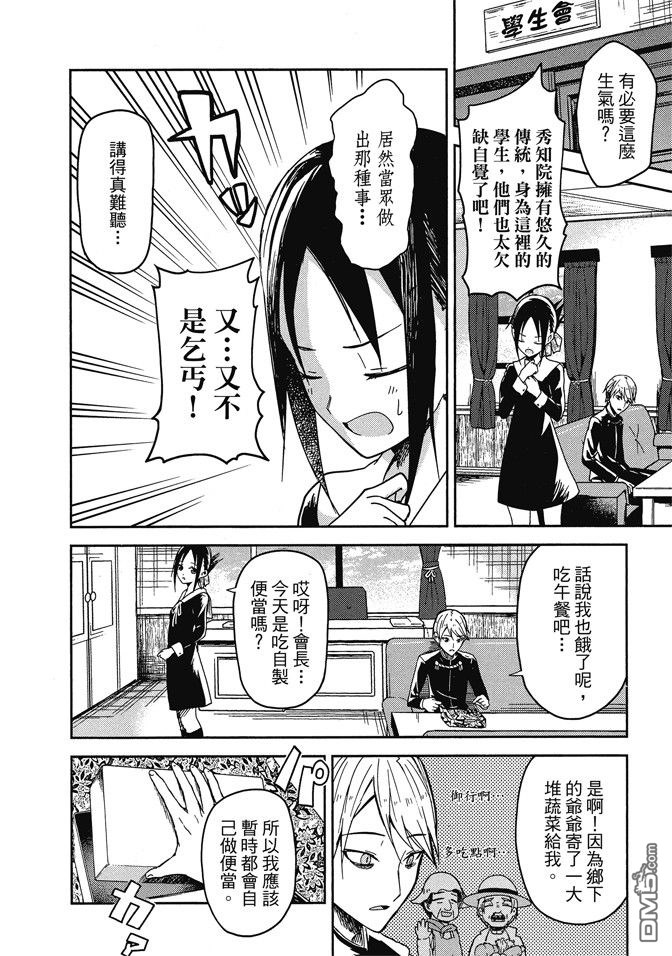 學生會
有必要這麼
生氣嗎？
秀知院擁有悠久的
傳統，身為這裡的
學生，他們也太欠
缺自覺了吧！
居然當眾做
出那種事…
カッ
又…又不
是乞丐！
講得真難聽…
話說我也餓了呢，
吃午餐吧…
哎呀！會長…
今天是吃自製
便當嗎？
是啊！因為鄉下
的爺爺寄了一大
堆蔬菜給我。
御行啊…
多吃點啊…
所以我應該
暫時都會自
己做便當。
パカ
DM5.com